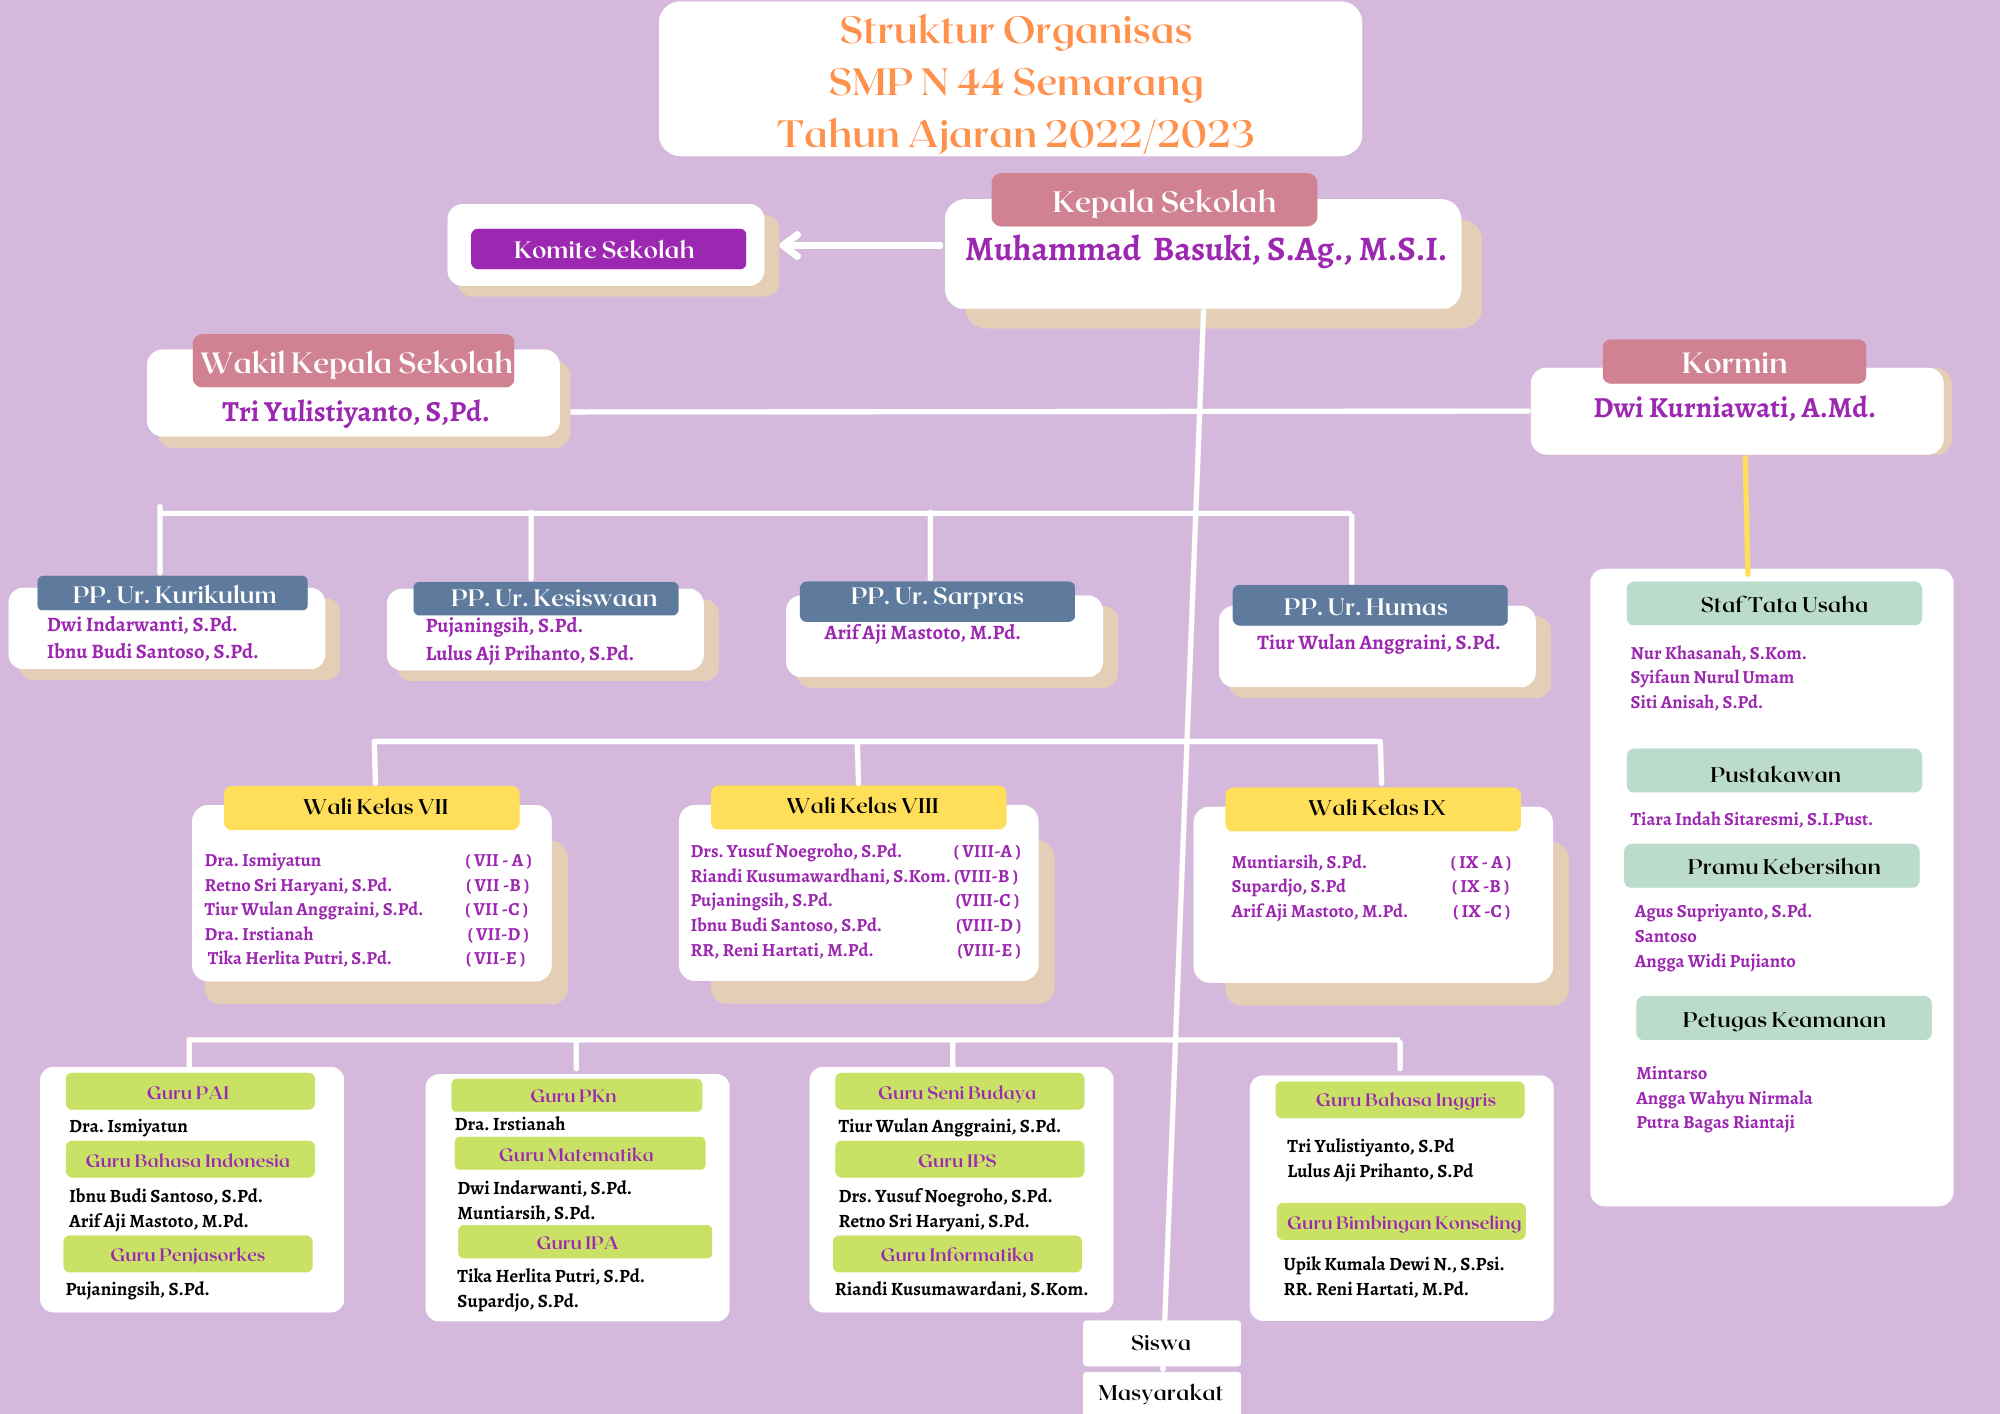 Struktur Organisas
SMP N 44 Semarang
Tahun Ajaran 2022/2023
Kepala Sekolah
Muhammad Basuki, S.Ag., M.S.I.
Komite Sekolah
Wakil Kepala Sekolah
Tri Yulistiyanto, S,Pd.
Kormin
Dwi Kurniawati, A.Md.
PP. Ur. Kurikulum
Dwi Indarwanti, S.Pd.
Ibnu Budi Santoso, S.Pd.
PP. Ur. Kesiswaan
Pujaningsih, S.Pd.
Lulus Aji Prihanto, S.Pd.
PP. Ur. Sarpras
Arif Aji Mastoto, M.Pd.
PP. Ur. Humas
Tiur Wulan Anggraini, S.Pd.
Staf Tata Usaha
Nur Khasanah, S.Kom.
Syifaun Nurul Umam
Siti Anisah, S.Pd.
Pustakawan
Tiara Indah Sitaresmi, S.I.Pust.
Pramu Kebersihan
Agus Supriyanto, S.Pd.
Santoso
Angga Widi Pujianto
Petugas Keamanan
Mintarso
Angga Wahyu Nirmala
Putra Bagas Riantaji
Wali Kelas VII
Dra. Ismiyatun ( VII - A )
Retno Sri Haryani, S.Pd. ( VII -B )
Tiur Wulan Anggraini, S.Pd. ( VII -C )
Dra. Irstianah ( VII-D )
Tika Herlita Putri, S.Pd. ( VII-E )
Wali Kelas VIII
Drs. Yusuf Noegroho, S.Pd. ( VIII-A )
Riandi Kusumawardhani, S.Kom. (VIII-B )
Pujaningsih, S.Pd. (VIII-C )
Ibnu Budi Santoso, S.Pd. (VIII-D )
RR, Reni Hartati, M.Pd. (VIII-E )
Wali Kelas IX
Muntiarsih, S.Pd. ( IX - A )
Supardjo, S.Pd ( IX -B )
Arif Aji Mastoto, M.Pd. ( IX -C )
Guru PAI
Dra. Ismiyatun
Guru Bahasa Indonesia
Ibnu Budi Santoso, S.Pd.
Arif Aji Mastoto, M.Pd.
Guru Penjasorkes
Pujaningsih, S.Pd.
Guru PKn
Dra. Irstianah
Guru Matematika
Dwi Indarwanti, S.Pd.
Muntiarsih, S.Pd.
Guru IPA
Tika Herlita Putri, S.Pd.
Supardjo, S.Pd.
Guru Seni Budaya
Tiur Wulan Anggraini, S.Pd.
Guru IPS
Drs. Yusuf Noegroho, S.Pd.
Retno Sri Haryani, S.Pd.
Guru Informatika
Riandi Kusumawardani, S.Kom.
Guru Bahasa Inggris
Tri Yulistiyanto, S.Pd
Lulus Aji Prihanto, S.Pd
Guru Bimbingan Konseling
Upik Kumala Dewi N., S.Psi.
RR. Reni Hartati, M.Pd.
Siswa
Masyarakat